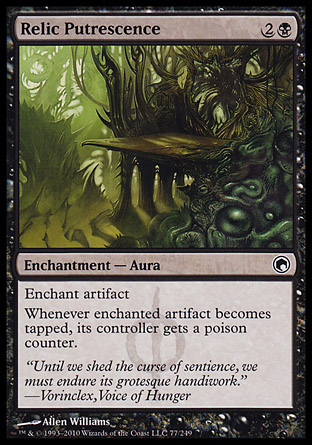 Relic Putrescence 2
Enchantment — Aura
Enchant artifact
Whenever enchanted artifact becomes
tapped, its controller gets a poison
counter.
“Until we shed the curse of sentience, we
must endure its grotesque handiwork.”
—Vorinclex, Voice of Hunger
Allen Williams
™ & © 1993–2010 Wizards of the Coast LLC 77/249